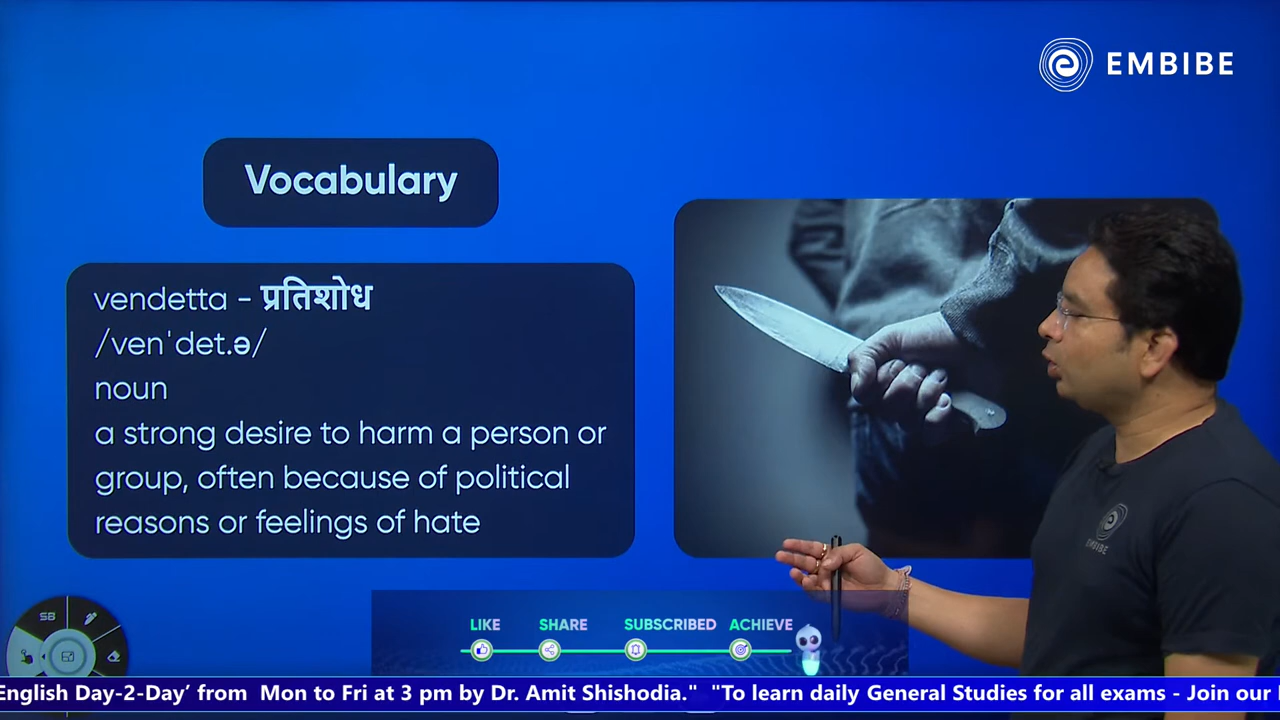 EMBIBE
Vocabulary
vendetta - प्रतिशोध
/venˈdet.ə/
noun
a strong desire to harm a person or
group, often because of political
reasons or feelings of hate
EMBIBE
58
LIKE SHARE SUBSCRIBED ACHIEVE
English Day-2-Day’ from Mon to Fri at 3 pm by Dr. Amit Shishodia." "To learn daily General Studies for all exams - Join our